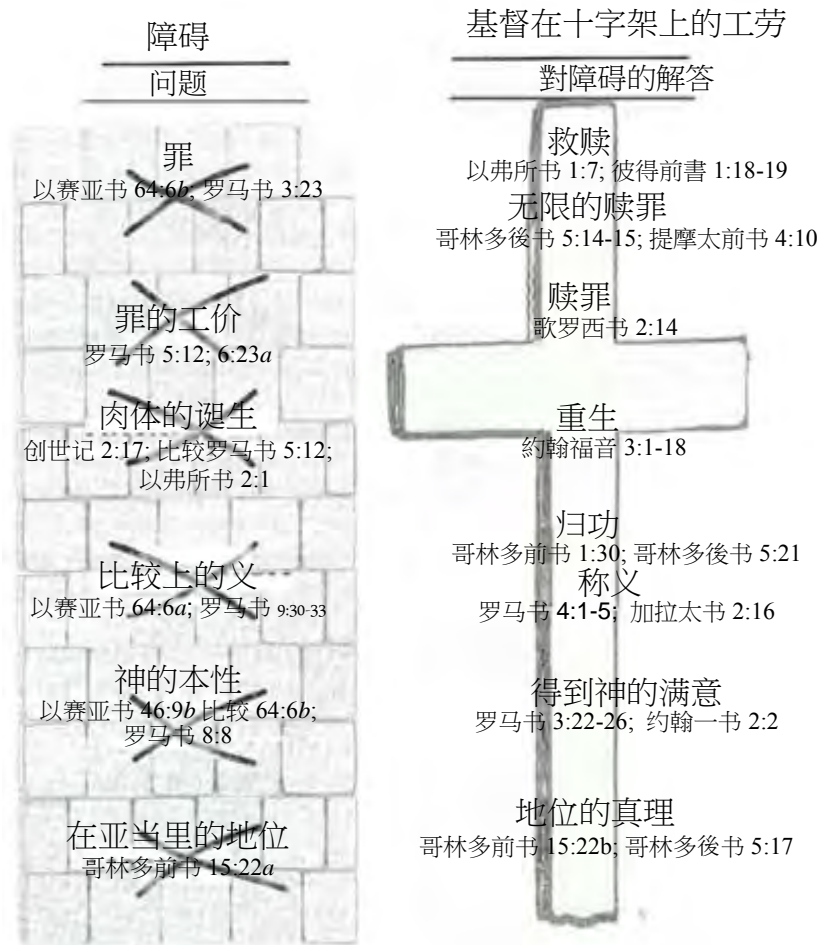 障碍
问题
罪
以赛亚书 64:6b; 罗马书 3:23
罪的工价
罗马书 5:12; 6:23a
肉体的诞生
创世记 2:17; 比较罗马书 5:12;
以弗所书 2:1
比较上的义
以赛亚书 64:6a; 罗马书 9:30-33
神的本性
以赛亚书 46:9b 比较 64:6b;
罗马书 8:8
在亚当里的地位
哥林多前书 15:22a
基督在十字架上的工劳
對障碍的解答
救赎
以弗所书 1:7; 彼得前書 1:18-19
无限的赎罪
哥林多後书 5:14-15; 提摩太前书 4:10
赎罪
歌罗西书 2:14
重生
約翰福音 3:1-18
归功
哥林多前书 1:30; 哥林多後书 5:21
称义
罗马书 4:1-5; 加拉太书 2:16
得到神的满意
罗马书 3:22-26; 约翰一书 2:2
地位的真理
哥林多前书 15:22b; 哥林多後书 5:17